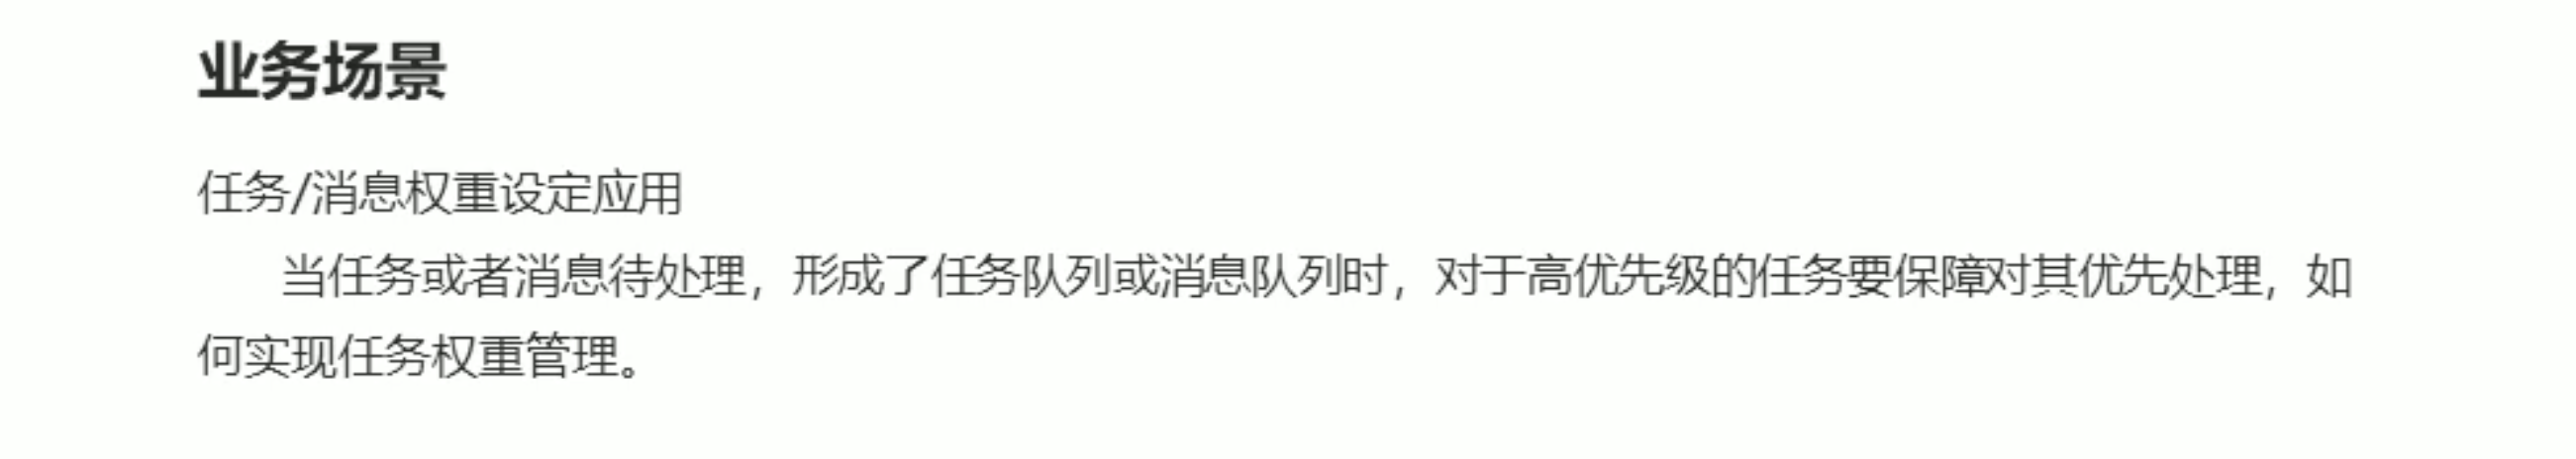 业务场景
任务/消息权重设定应用
当任务或者消息待处理，形成了任务队列或消息队列时，对于高优先级的任务要保障对其优先处理，如
何实现任务权重管理。